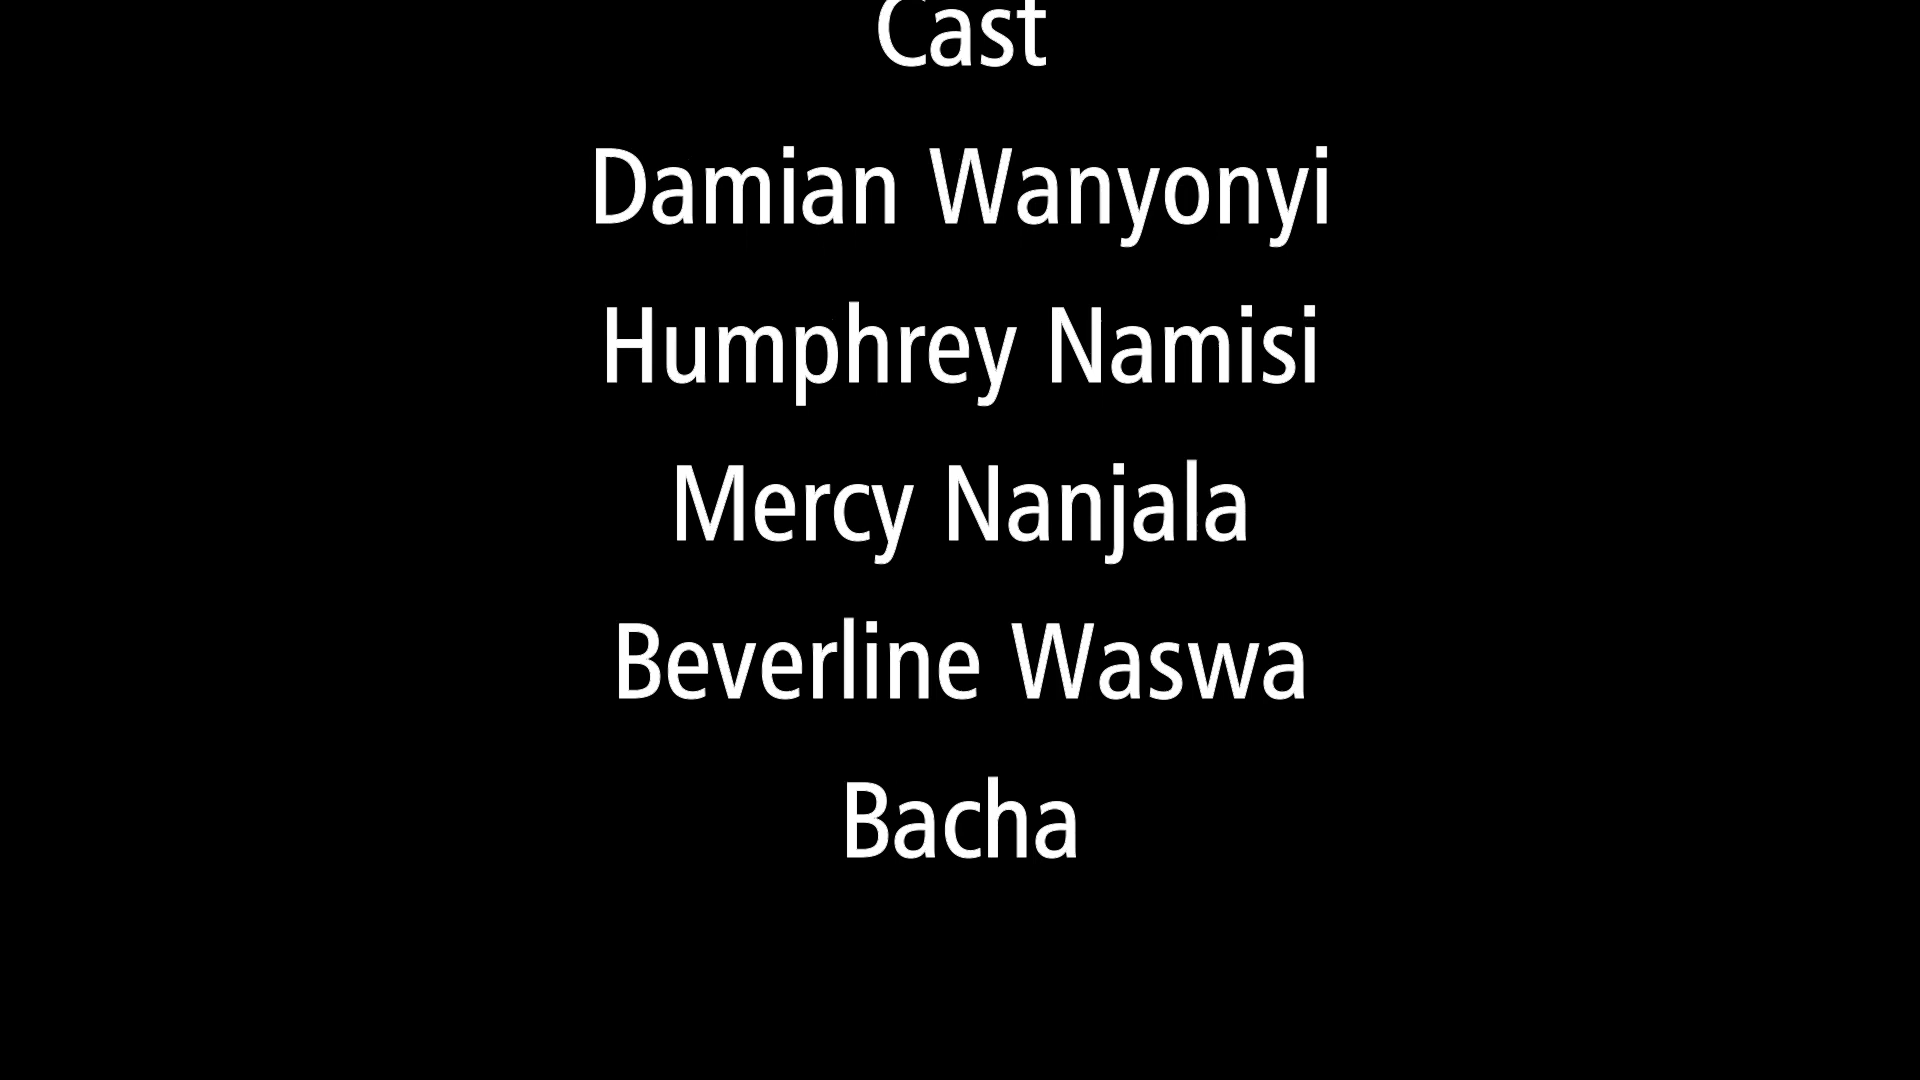 Cast
Damian Wanyonyi
Humphrey Namisi
Mercy Nanjala
Beverline Waswa
Bacha